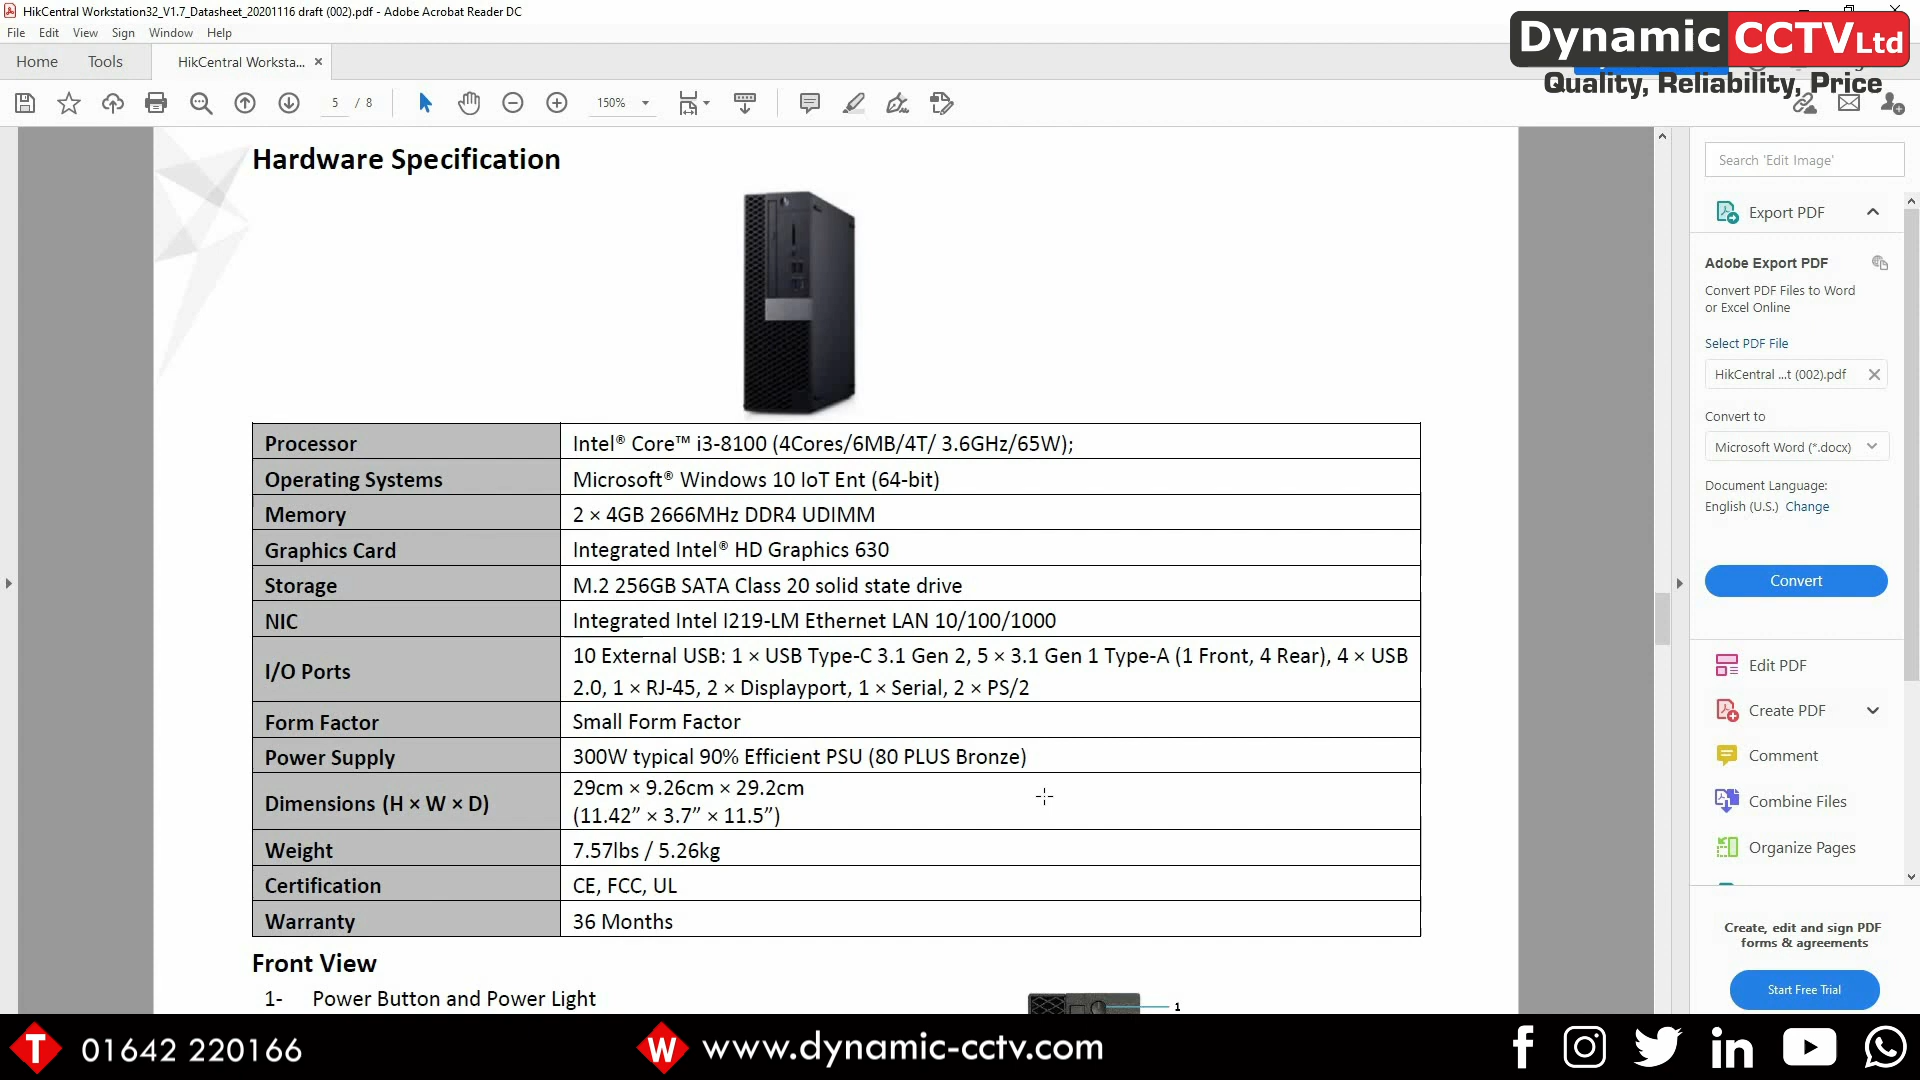 HikCentral Workstation32_V1.7_Datasheet_20201116 draft (002).pdf - Adobe Acrobat Reader DC
File Edit View Sign Window Help
Home Tools HikCentral Worksta...
Dynamic CCTV Ltd
Quality, Reliability, Price
5 / 8 150%
Hardware Specification
Processor Intel® Core™ i3-8100 (4Cores/6MB/4T/ 3.6GHz/65W);
Operating Systems Microsoft® Windows 10 IoT Ent (64-bit)
Memory 2 × 4GB 2666MHz DDR4 UDIMM
Graphics Card Integrated Intel® HD Graphics 630
Storage M.2 256GB SATA Class 20 solid state drive
NIC Integrated Intel I219-LM Ethernet LAN 10/100/1000
I/O Ports 10 External USB: 1 × USB Type-C 3.1 Gen 2, 5 × 3.1 Gen 1 Type-A (1 Front, 4 Rear), 4 × USB
2.0, 1 × RJ-45, 2 × Displayport, 1 × Serial, 2 × PS/2
Form Factor Small Form Factor
Power Supply 300W typical 90% Efficient PSU (80 PLUS Bronze)
Dimensions (H × W × D) 29cm × 9.26cm × 29.2cm
(11.42” × 3.7” × 11.5”)
Weight 7.57lbs / 5.26kg
Certification CE, FCC, UL
Warranty 36 Months
Front View
1- Power Button and Power Light
1
Search 'Edit Image'
Export PDF
Adobe Export PDF
Convert PDF Files to Word
or Excel Online
Select PDF File
HikCentral ...t (002).pdf
Convert to
Microsoft Word (*.docx)
Document Language:
English (U.S.) Change
Convert
Edit PDF
Create PDF
Comment
Combine Files
Organize Pages
Create, edit and sign PDF
forms & agreements
Start Free Trial
T 01642 220166
W www.dynamic-cctv.com